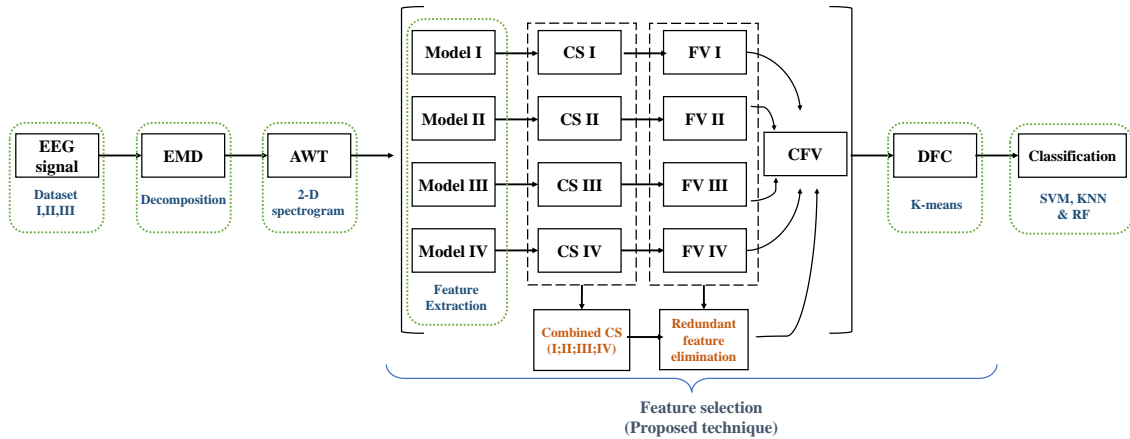 EEG
signal
Dataset
I,II,III
EMD
Decomposition
AWT
2-D
spectrogram
Model I
Model II
Model III
Model IV
Feature
Extraction
CS I
CS II
CS III
CS IV
Combined CS
(I;II;III;IV)
FV I
FV II
FV III
FV IV
Redundant
feature
elimination
CFV
DFC
K-means
Classification
SVM, KNN
& RF
Feature selection
(Proposed technique)